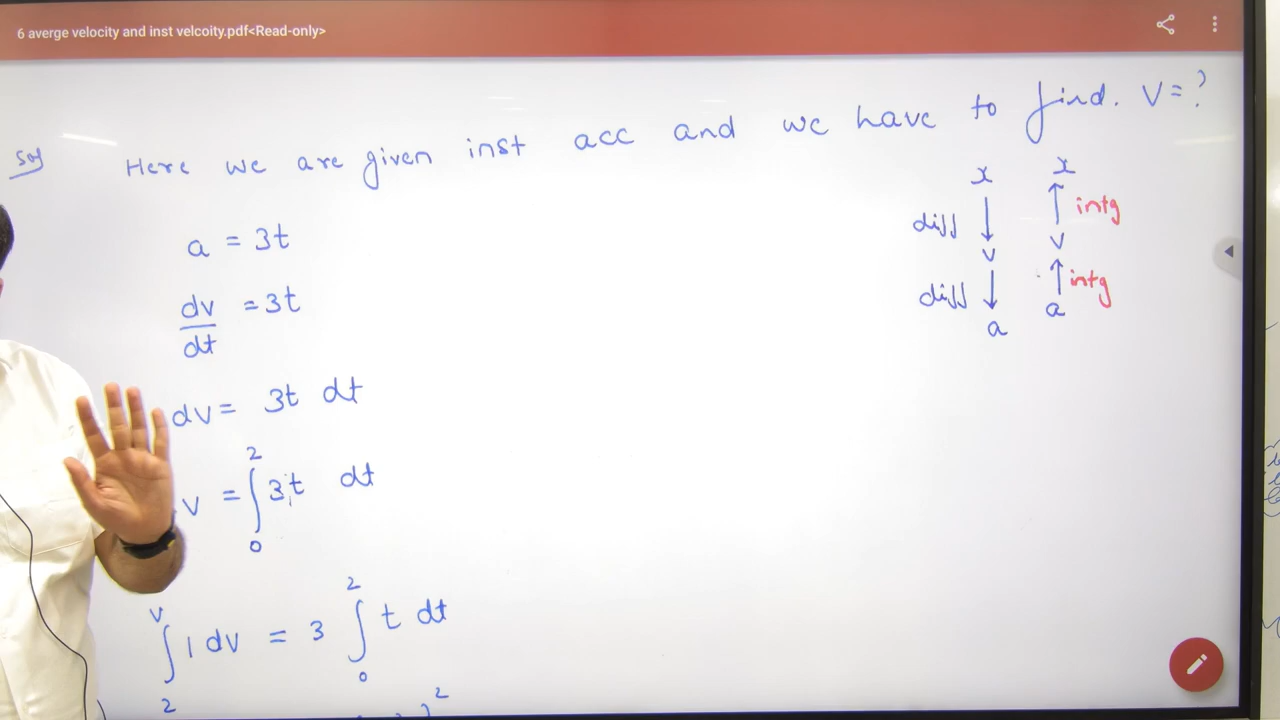 6 averge velocity and inst velcoity.pdf<Read-only>
Sol Here we are given inst acc and we have to find. V=?
a = 3t
dv/dt = 3t
dv = 3t dt
v = ∫₀² 3t dt
∫₂ᵛ 1 dv = 3 ∫₀² t dt
2
x
diff ↓
v
diff ↓
a
x
↑ intg
v
↑ intg
a